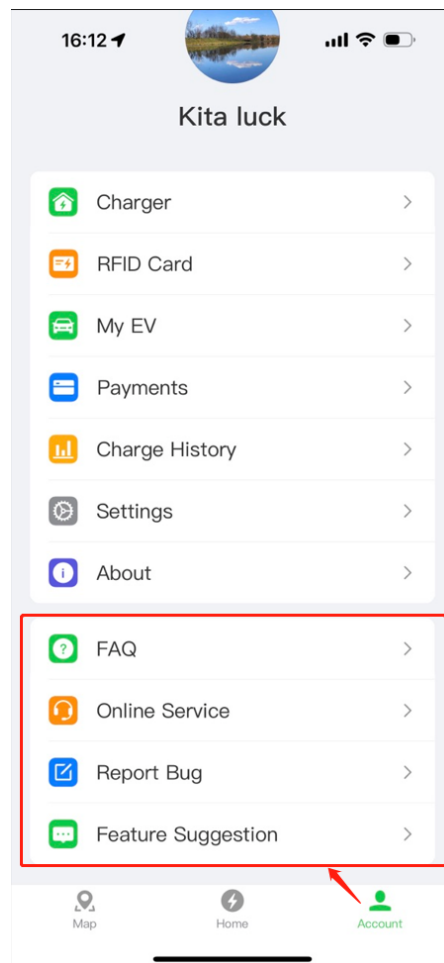 16:12
Kita luck
Charger
RFID Card
My EV
Payments
Charge History
Settings
About
FAQ
Online Service
Report Bug
Feature Suggestion
Map
Home
Account